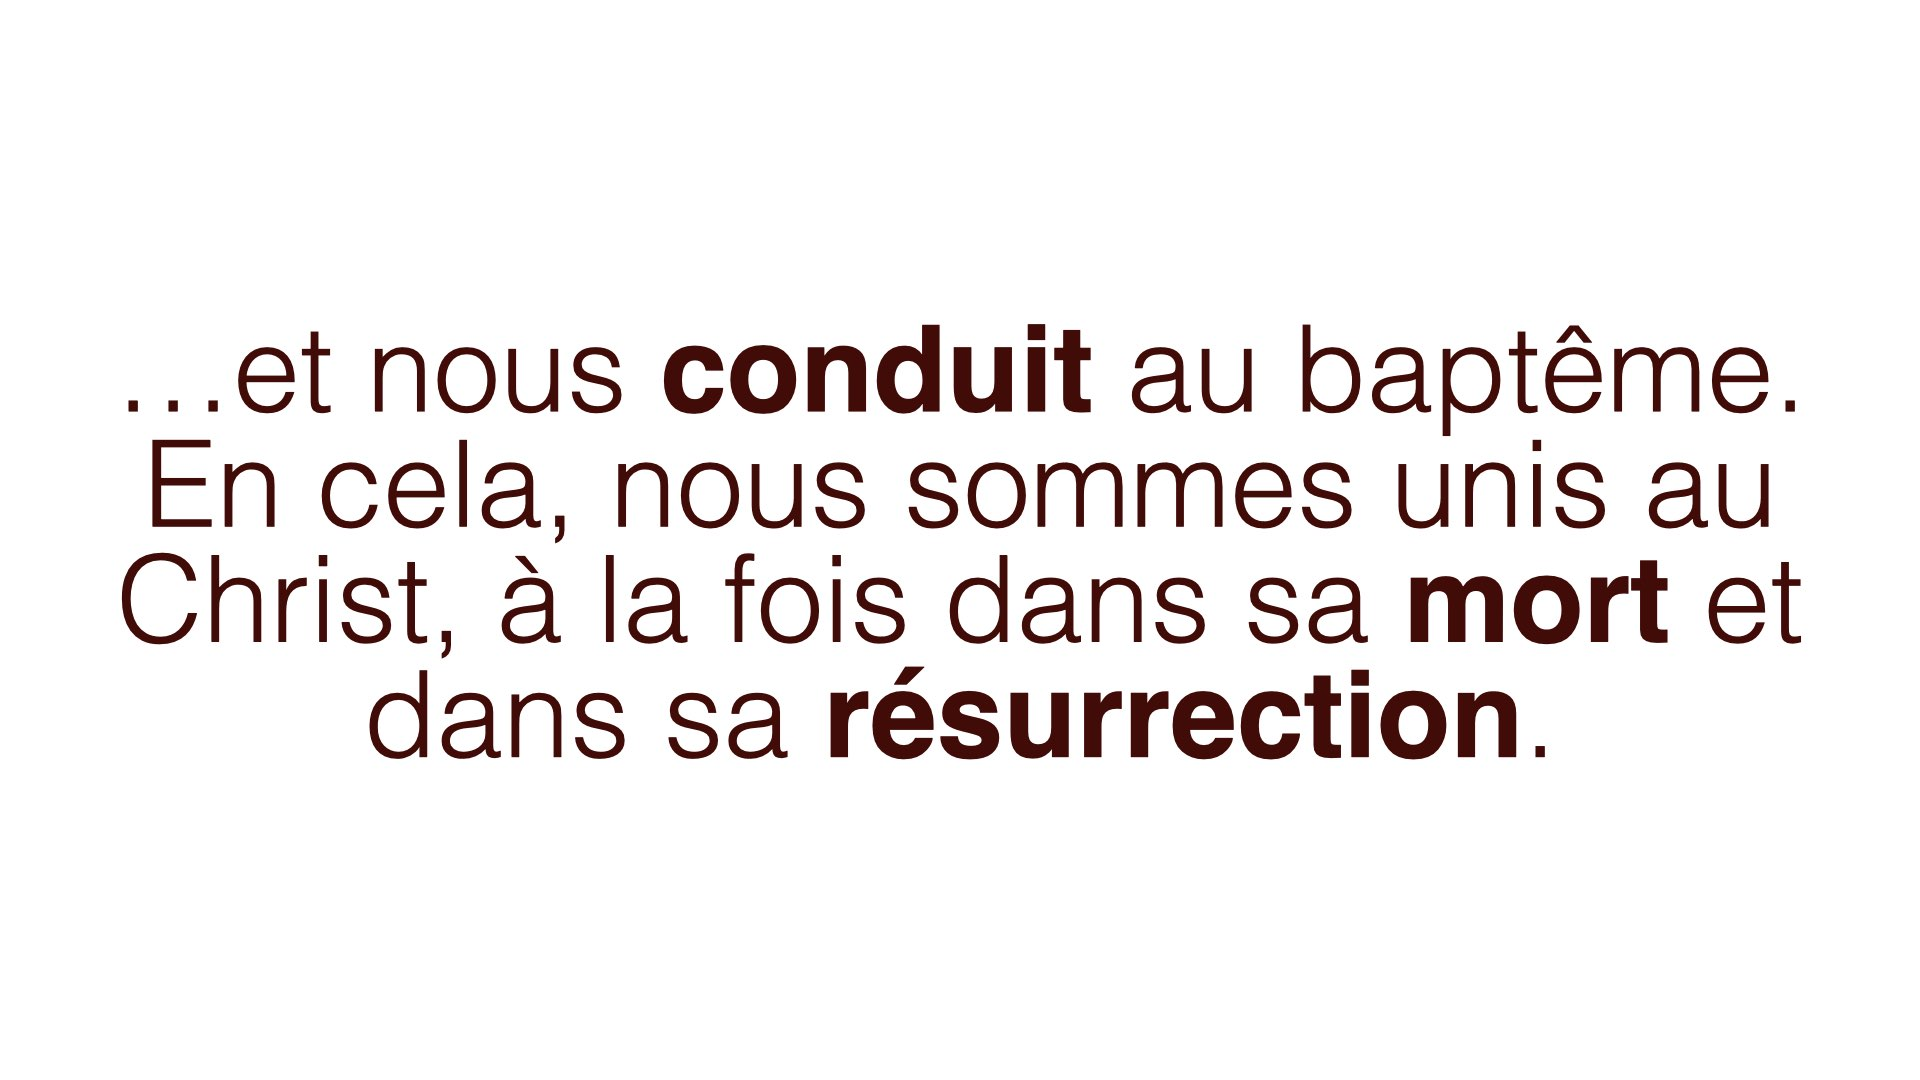 …et nous conduit au baptême.
En cela, nous sommes unis au
Christ, à la fois dans sa mort et
dans sa résurrection.